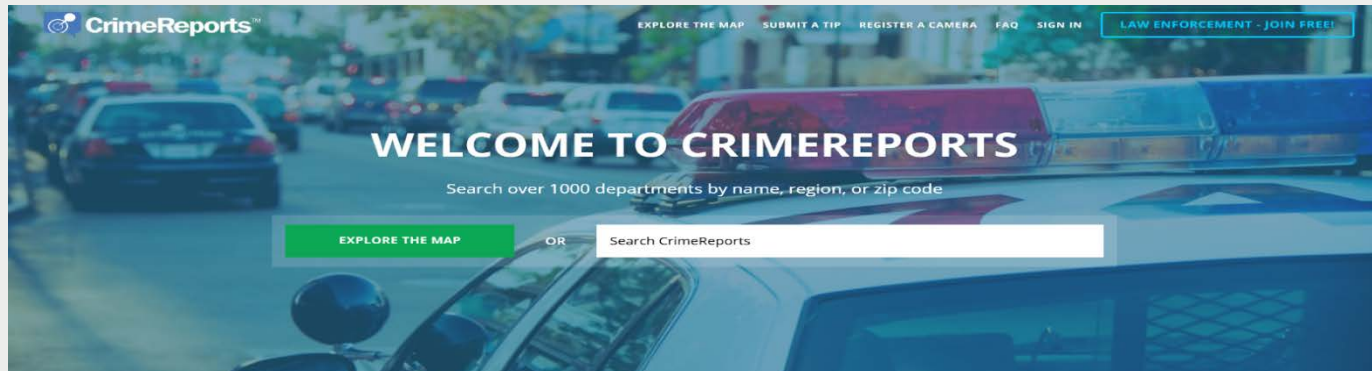 CrimeReports™
EXPLORE THE MAP SUBMIT A TIP REGISTER A CAMERA FAQ SIGN IN LAW ENFORCEMENT - JOIN FREE!
WELCOME TO CRIMEREPORTS
Search over 1000 departments by name, region, or zip code
EXPLORE THE MAP OR Search CrimeReports